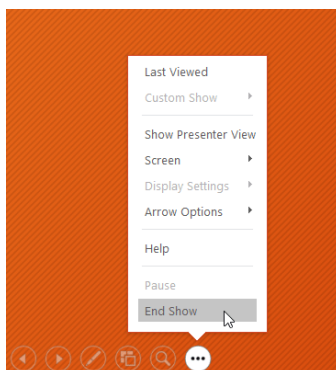 Last Viewed
Custom Show
Show Presenter View
Screen
Display Settings
Arrow Options
Help
Pause
End Show